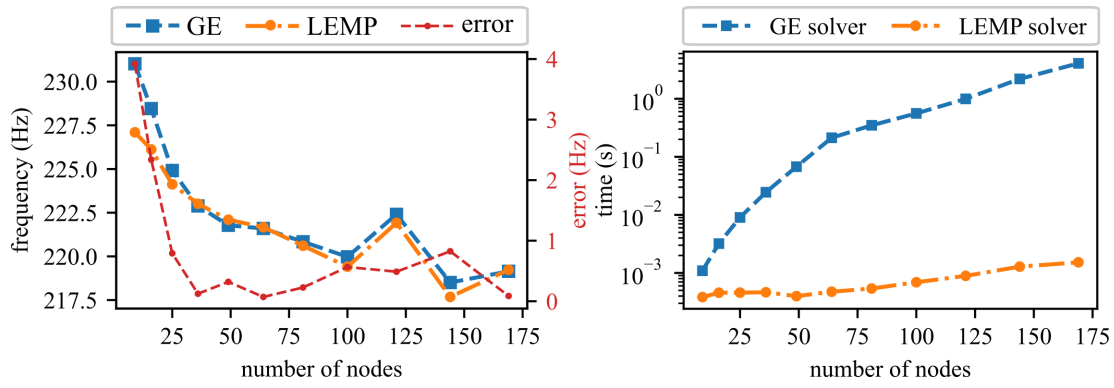 GE LEMP error
230.0
227.5
225.0
222.5
220.0
217.5
frequency (Hz)
4
3
2
1
0
error (Hz)
25 50 75 100 125 150 175
number of nodes
GE solver LEMP solver
10⁰
10⁻¹
10⁻²
10⁻³
time (s)
25 50 75 100 125 150 175
number of nodes